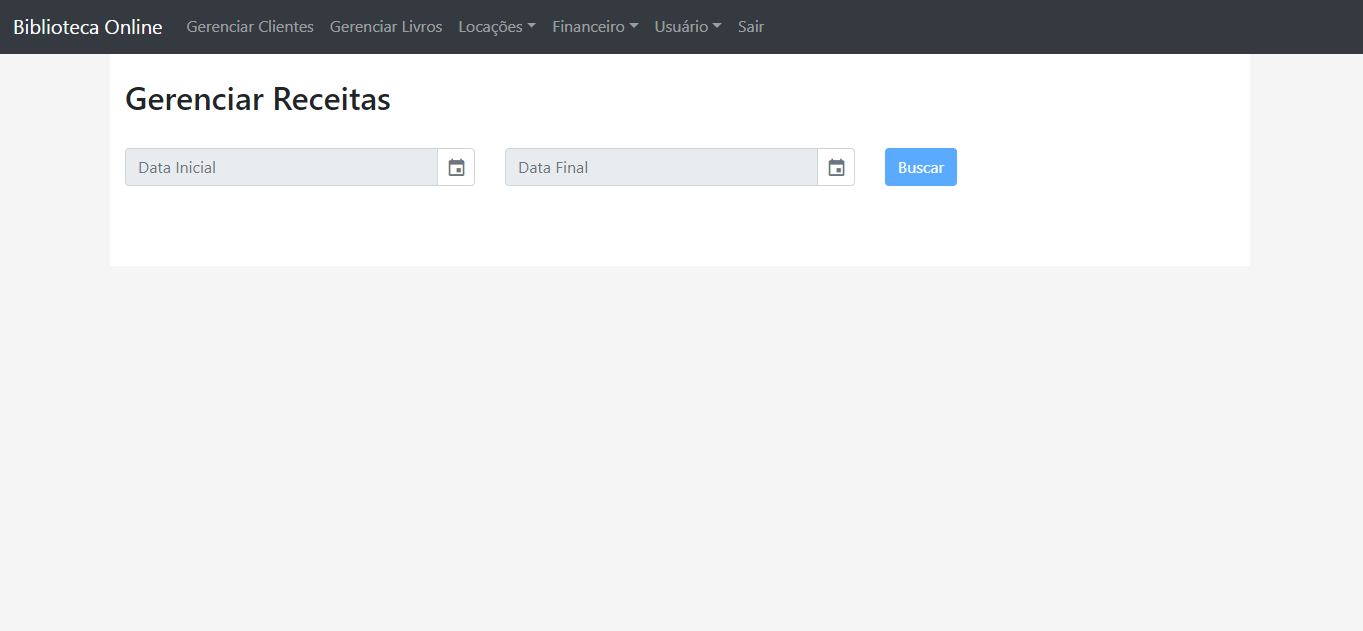 Biblioteca Online Gerenciar Clientes Gerenciar Livros Locações Financeiro Usuário Sair
Gerenciar Receitas
Data Inicial Data Final Buscar